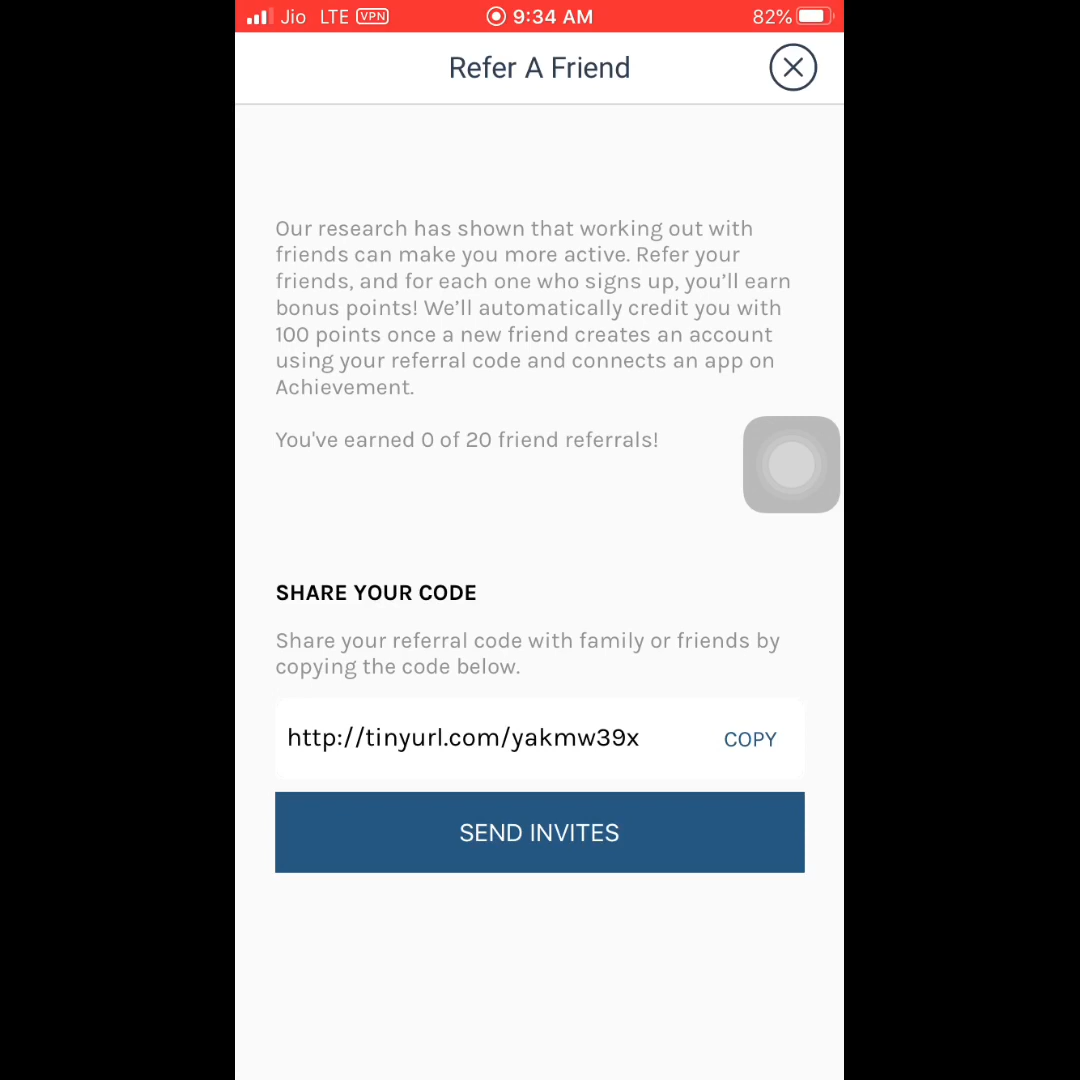 Jio LTE VPN 9:34 AM 82%
Refer A Friend
Our research has shown that working out with
friends can make you more active. Refer your
friends, and for each one who signs up, you’ll earn
bonus points! We’ll automatically credit you with
100 points once a new friend creates an account
using your referral code and connects an app on
Achievement.
You've earned 0 of 20 friend referrals!
SHARE YOUR CODE
Share your referral code with family or friends by
copying the code below.
http://tinyurl.com/yakmw39x COPY
SEND INVITES